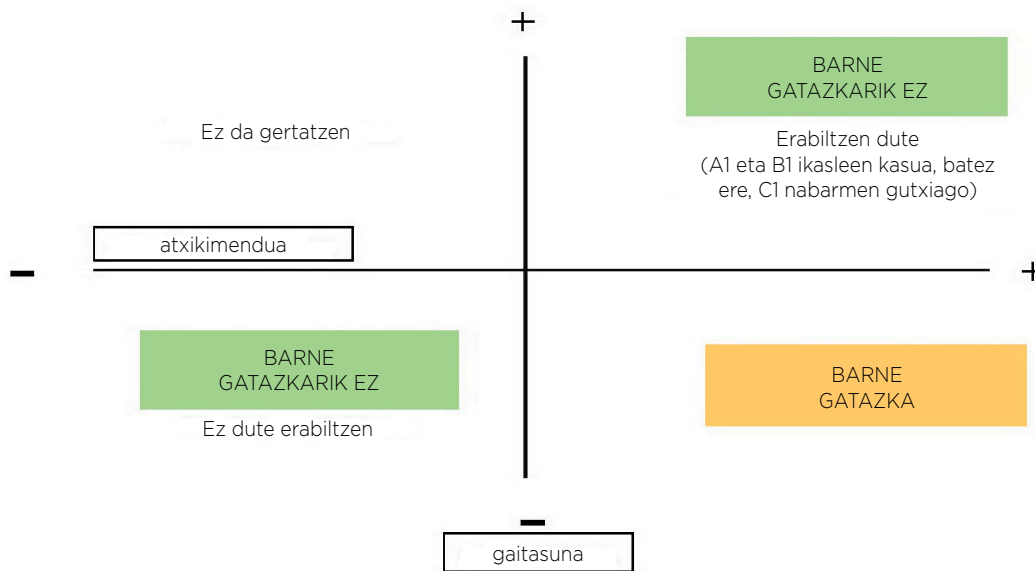 +
BARNE
GATAZKARIK EZ
Ez da gertatzen
Erabiltzen dute
(A1 eta B1 ikasleen kasua, batez
ere, C1 nabarmen gutxiago)
atxikimendua
-
+
BARNE
GATAZKARIK EZ
Ez dute erabiltzen
BARNE
GATAZKA
-
gaitasuna